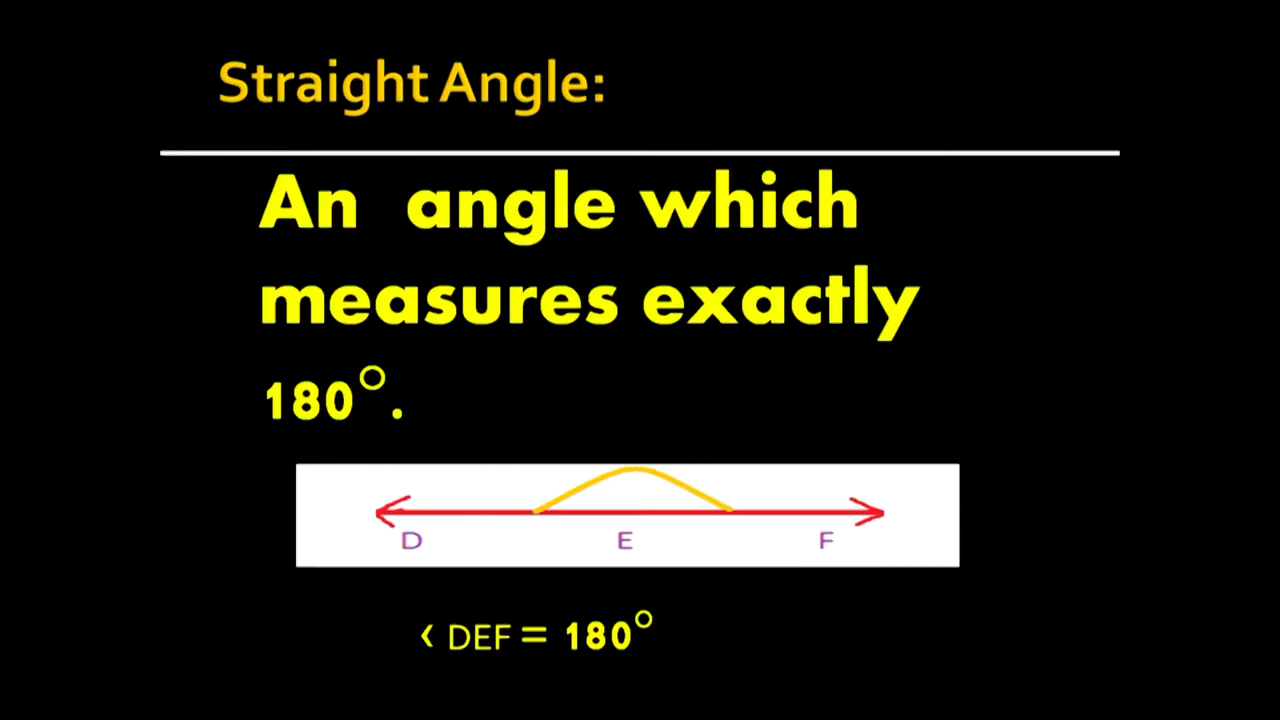 Straight Angle:
An angle which
measures exactly
180°.
D E F
‹ DEF = 180°